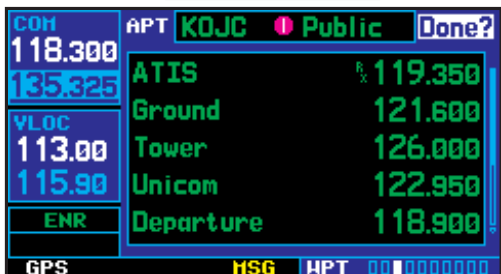 COM
118.300
135.325
VLOC
113.00
115.90
ENR
APT KOJC Public Done?
ATIS Rx 119.350
Ground 121.600
Tower 126.000
Unicom 122.950
Departure 118.900
GPS MSG WPT